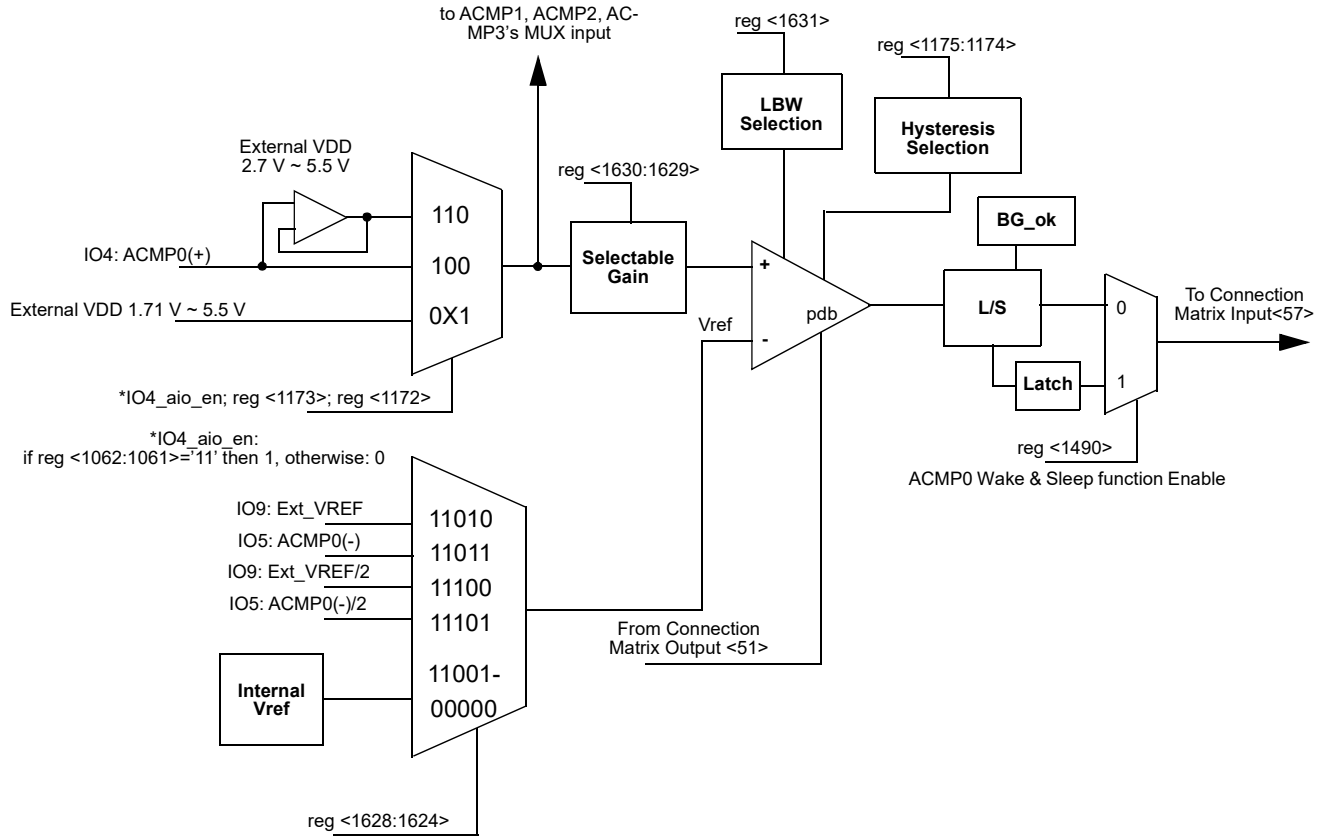 to ACMP1, ACMP2, AC-
MP3's MUX input
reg <1631>
reg <1175:1174>
LBW
Selection
Hysteresis
Selection
External VDD
2.7 V ~ 5.5 V
reg <1630:1629>
110
BG_ok
IO4: ACMP0(+)
100
Selectable
Gain
+
External VDD 1.71 V ~ 5.5 V
0X1
Vref
-
pdb
L/S
0
To Connection
Matrix Input<57>
Latch
1
*IO4_aio_en; reg <1173>; reg <1172>
*IO4_aio_en:
if reg <1062:1061>='11' then 1, otherwise: 0
reg <1490>
ACMP0 Wake & Sleep function Enable
IO9: Ext_VREF
11010
IO5: ACMP0(-)
11011
IO9: Ext_VREF/2
11100
IO5: ACMP0(-)/2
11101
From Connection
Matrix Output <51>
Internal
Vref
11001-
00000
reg <1628:1624>